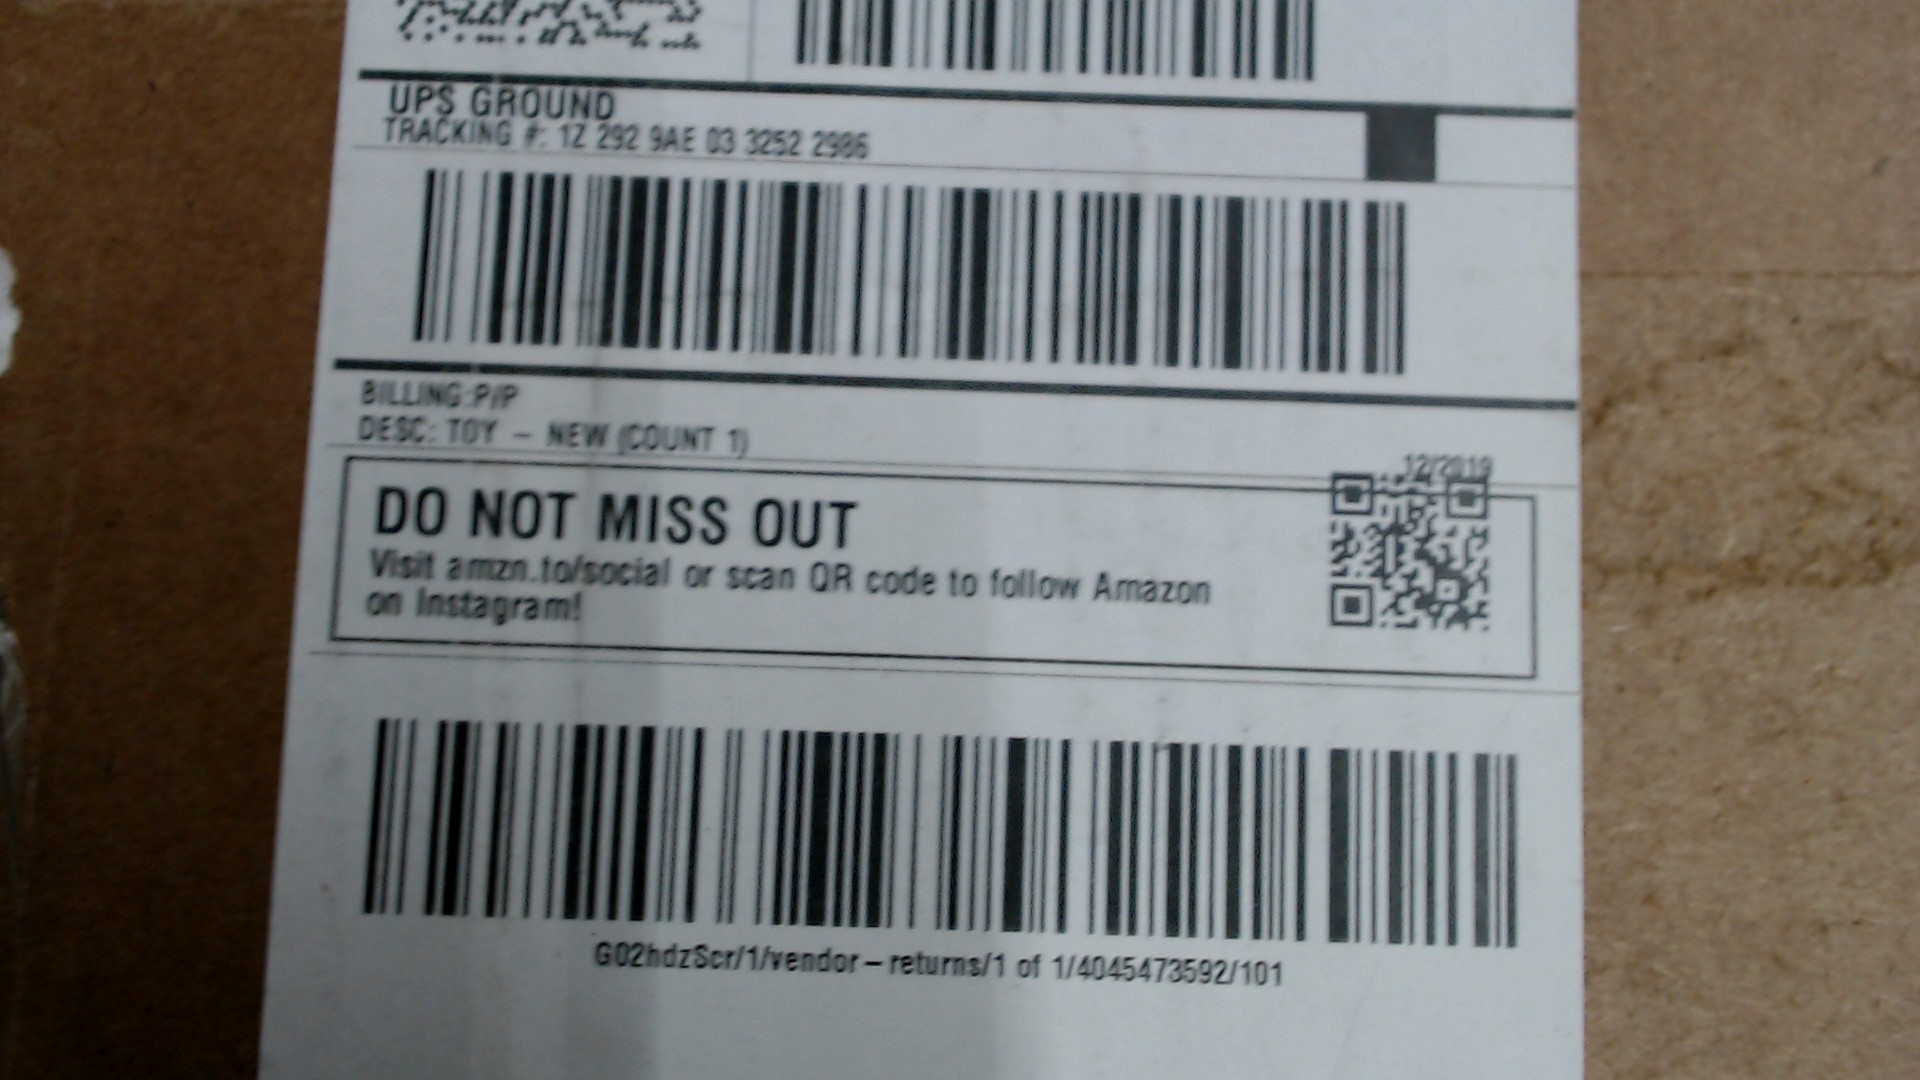 UPS GROUND
TRACKING #: 1Z 292 9AE 03 3252 2986
BILLING:P/P
DESC: TOY – NEW (COUNT 1)
12/2019
DO NOT MISS OUT
Visit amzn.to/social or scan QR code to follow Amazon
on Instagram!
G02hdzScr/1/vendor–returns/1 of 1/4045473592/101